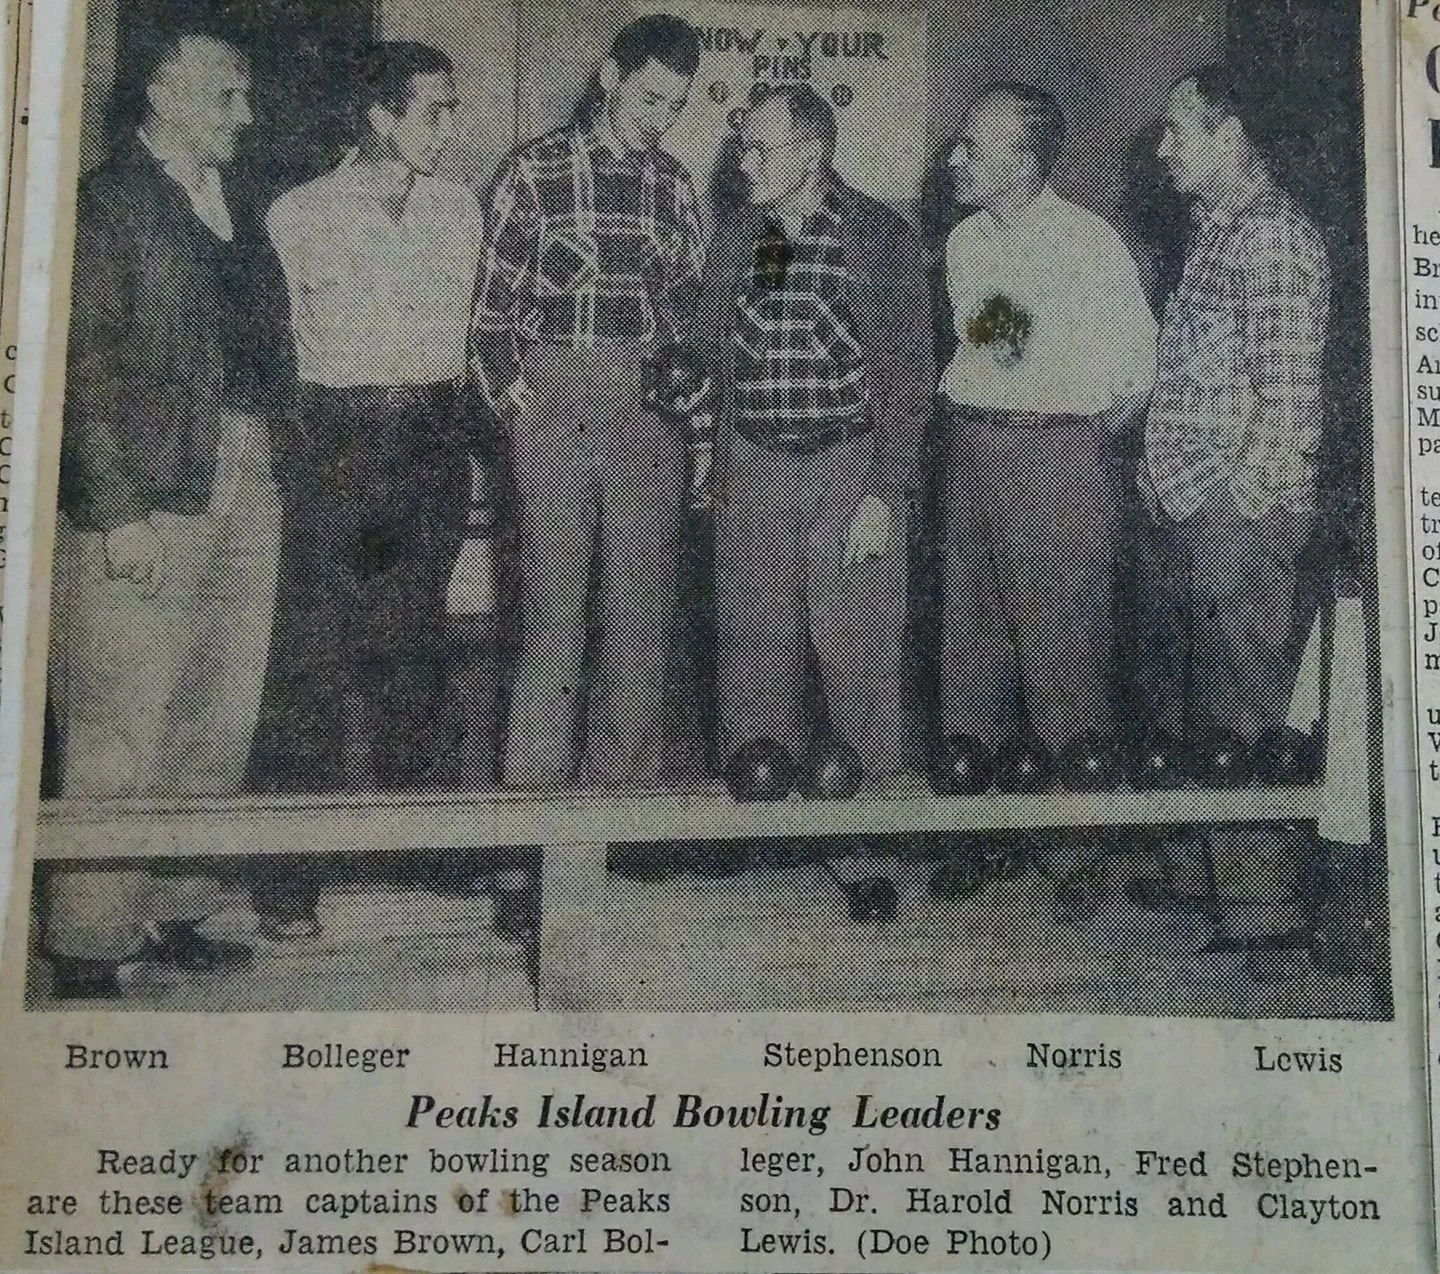 KNOW YOUR
PINS
Brown Bolleger Hannigan Stephenson Norris Lewis
Peaks Island Bowling Leaders
Ready for another bowling season
are these team captains of the Peaks
Island League, James Brown, Carl Bol-
leger, John Hannigan, Fred Stephen-
son, Dr. Harold Norris and Clayton
Lewis. (Doe Photo)